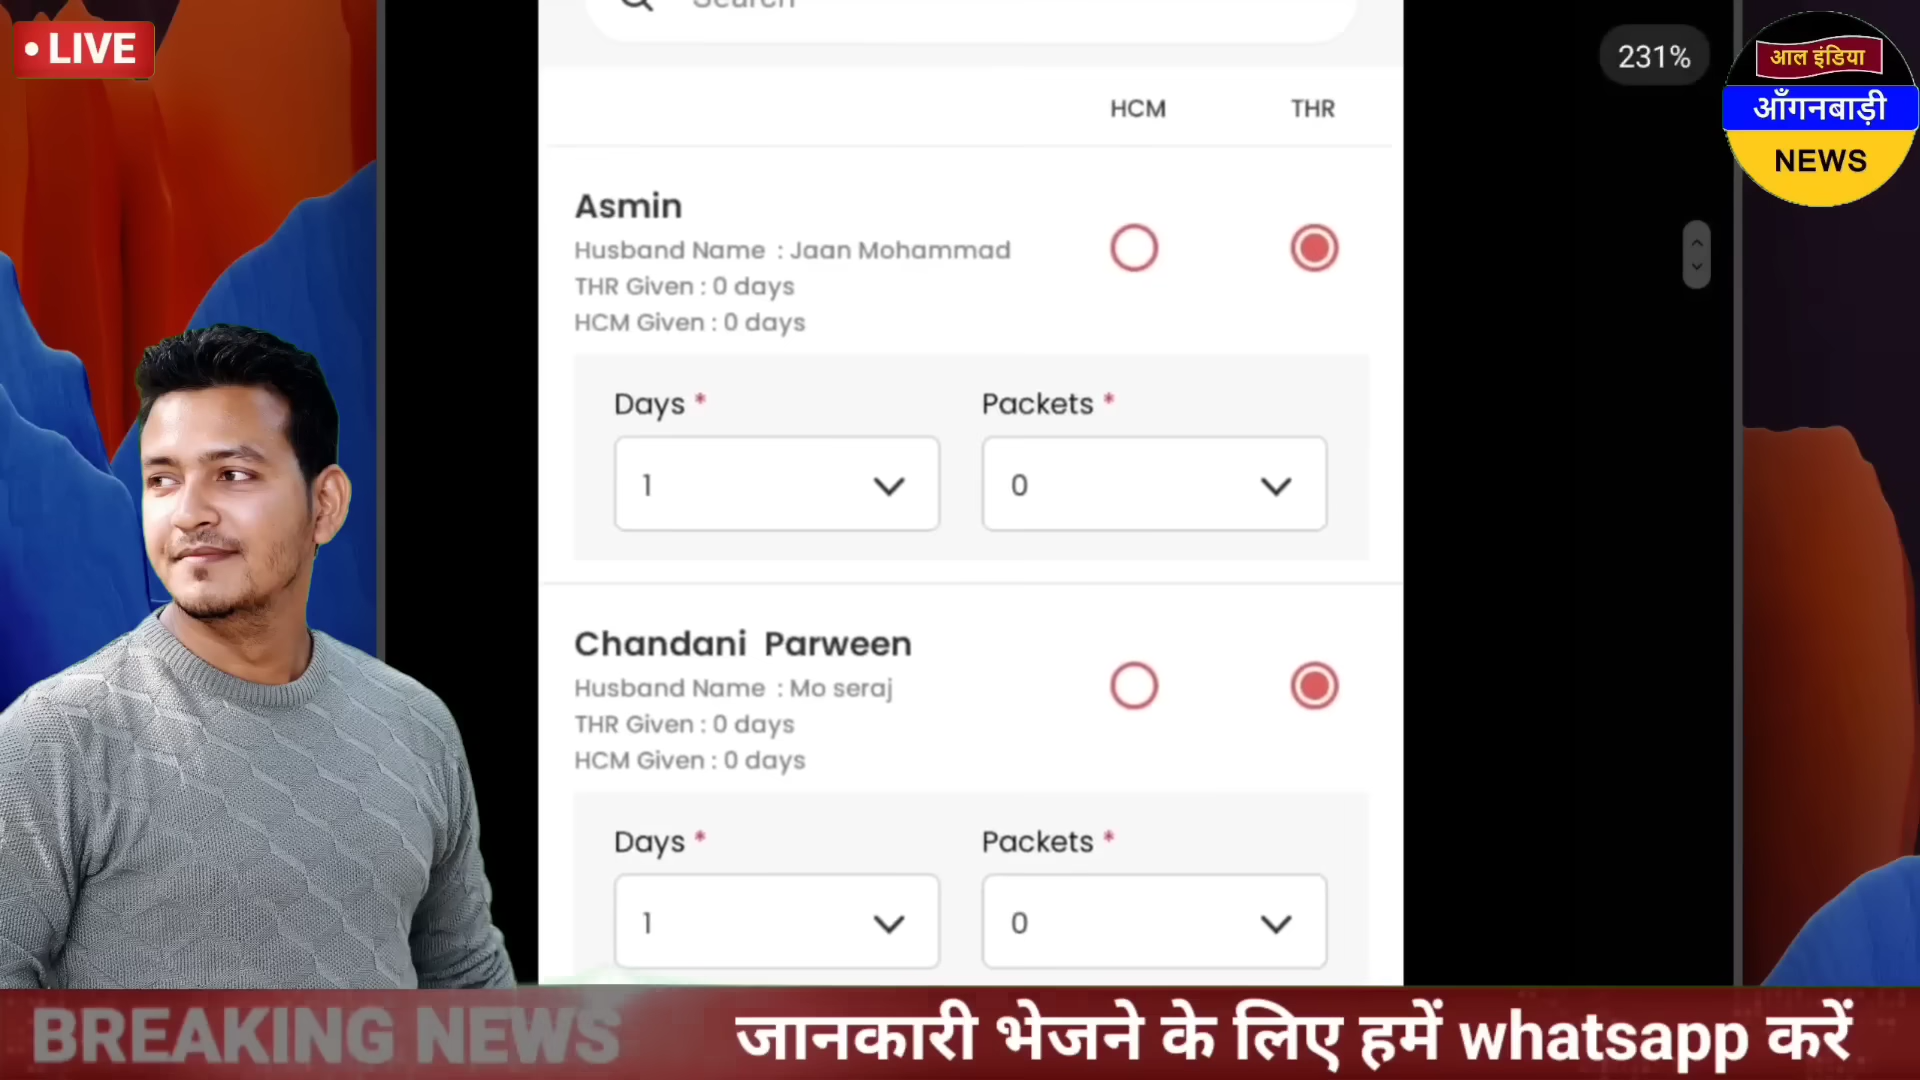 LIVE
Search
231%
आल इंडिया
आँगनबाड़ी
NEWS
HCM THR
Asmin
Husband Name : Jaan Mohammad
THR Given : 0 days
HCM Given : 0 days
Days * Packets *
1 0
Chandani Parween
Husband Name : Mo seraj
THR Given : 0 days
HCM Given : 0 days
Days * Packets *
1 0
BREAKING NEWS
जानकारी भेजने के लिए हमें whatsapp करें